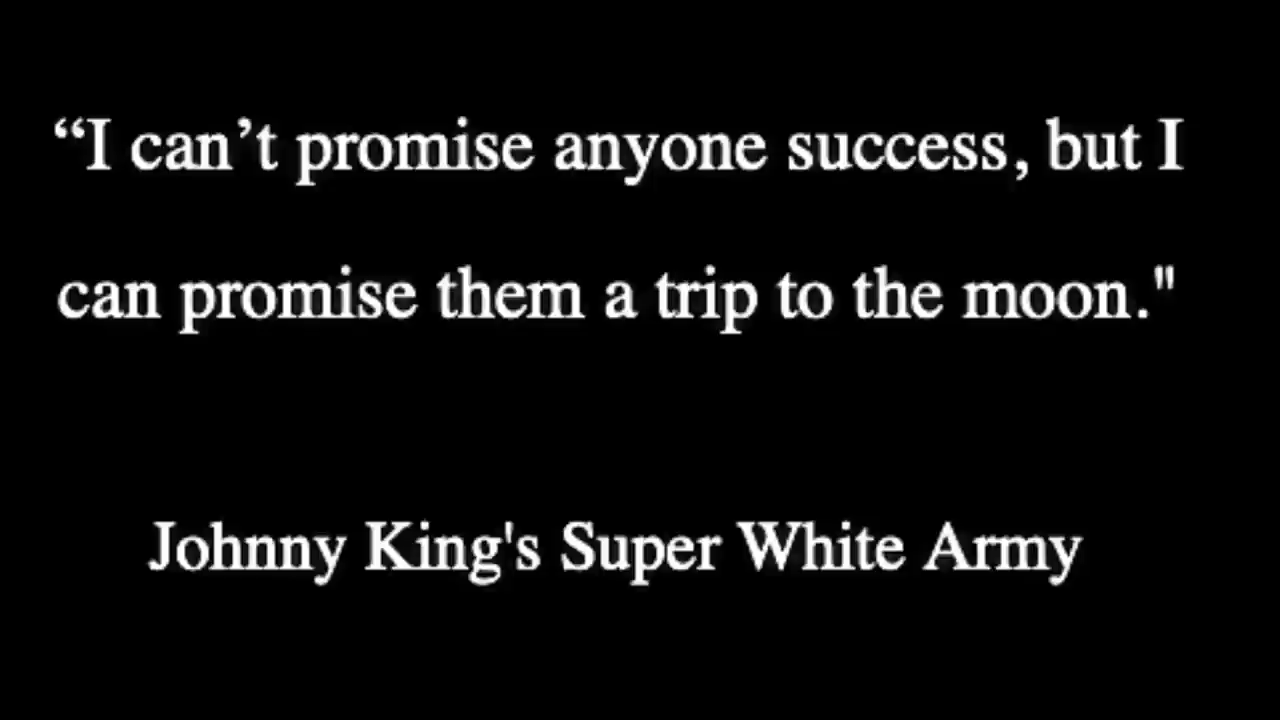 “I can’t promise anyone success, but I
can promise them a trip to the moon."
Johnny King's Super White Army